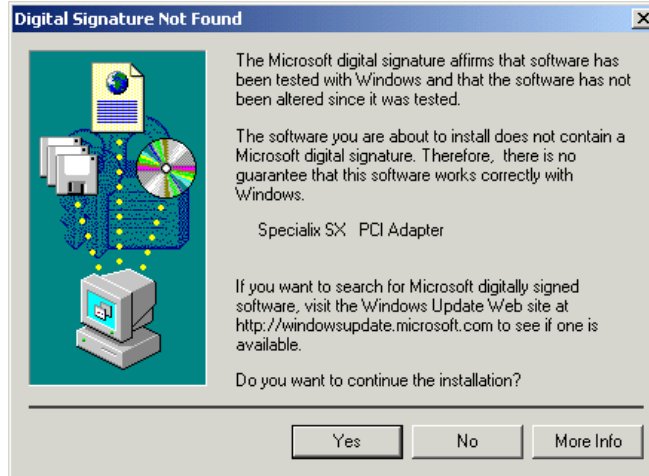 Digital Signature Not Found
The Microsoft digital signature affirms that software has
been tested with Windows and that the software has not
been altered since it was tested.
The software you are about to install does not contain a
Microsoft digital signature. Therefore, there is no
guarantee that this software works correctly with
Windows.
Specialix SX PCI Adapter
If you want to search for Microsoft digitally signed
software, visit the Windows Update Web site at
http://windowsupdate.microsoft.com to see if one is
available.
Do you want to continue the installation?
Yes No More Info